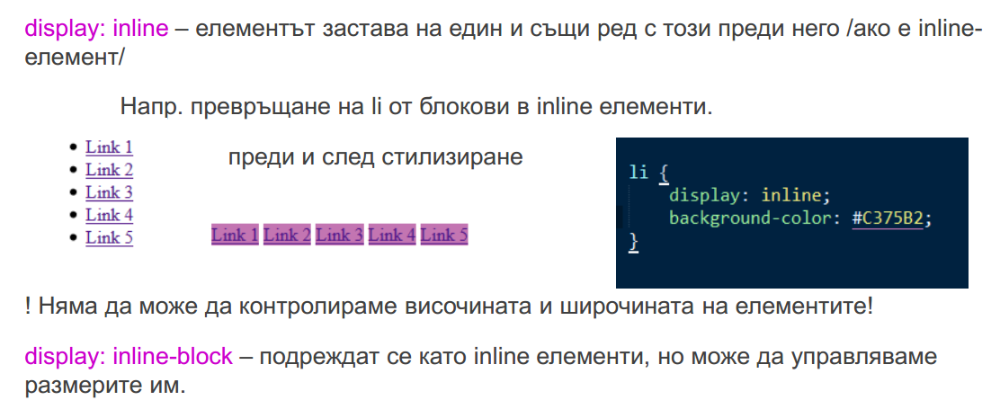 display: inline – елементът застава на един и същи ред с този преди него /ако е inline-
елемент/
Напр. превръщане на li от блокови в inline елементи.
• Link 1
• Link 2
• Link 3
• Link 4
• Link 5
преди и след стилизиране
Link 1 Link 2 Link 3 Link 4 Link 5
li {
display: inline;
background-color: #C375B2;
}
! Няма да може да контролираме височината и широчината на елементите!
display: inline-block – подреждат се като inline елементи, но може да управляваме
размерите им.